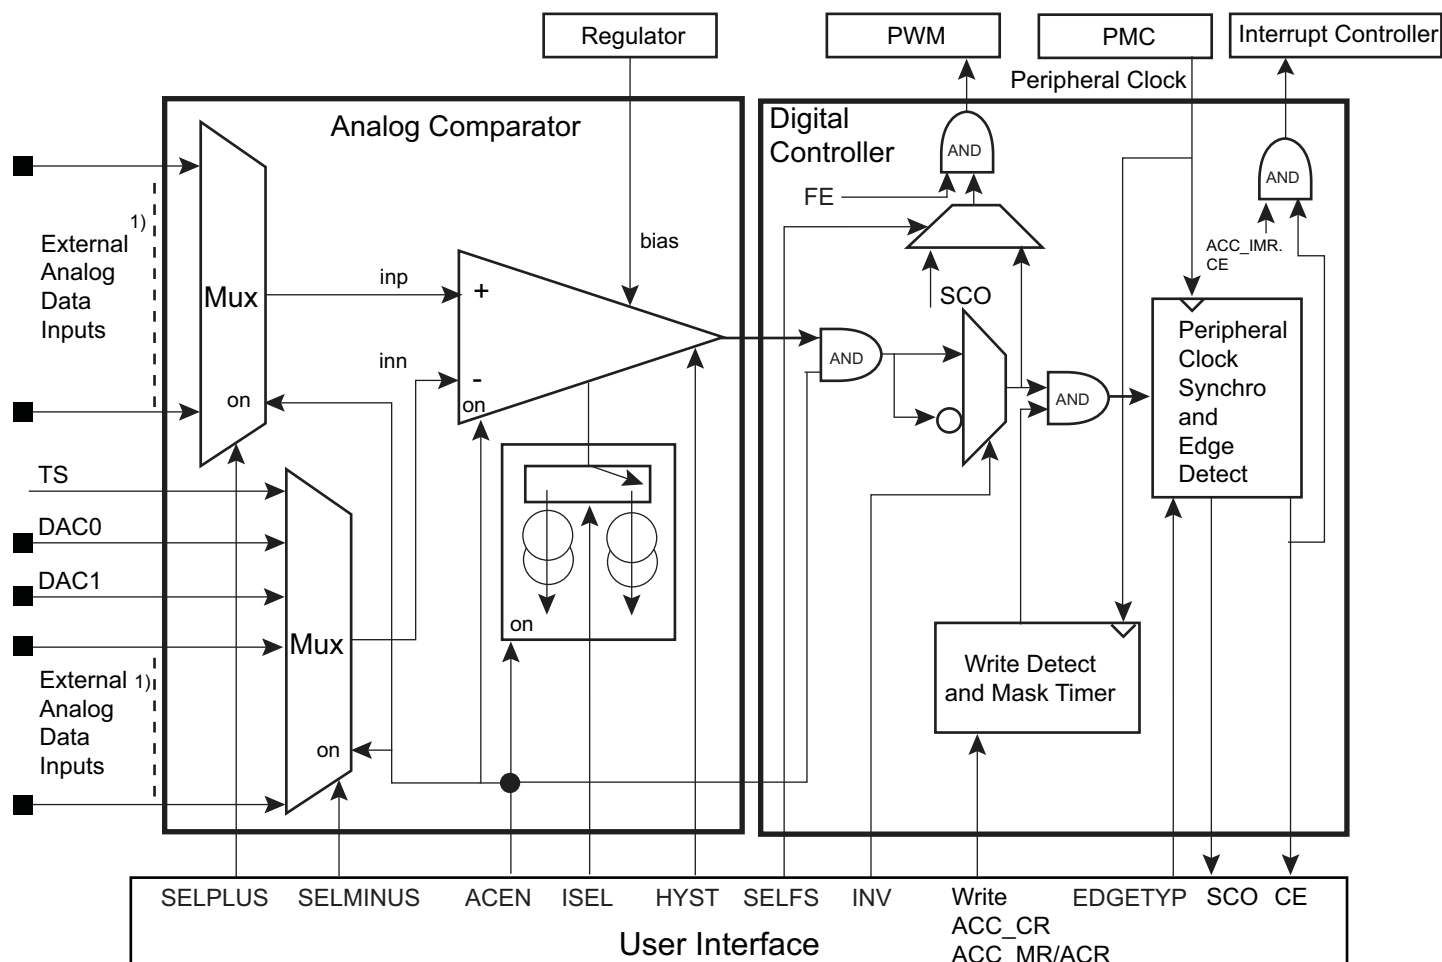 Regulator
PWM
PMC
Interrupt Controller
Peripheral Clock
Analog Comparator
Digital
Controller
AND
AND
FE
External 1)
Analog
Data
Inputs
Mux
on
inp
inn
+
-
on
bias
SCO
ACC_IMR.
CE
AND
AND
Peripheral
Clock
Synchro
and
Edge
Detect
TS
DAC0
DAC1
External 1)
Analog
Data
Inputs
Mux
on
on
Write Detect
and Mask Timer
SELPLUS
SELMINUS
ACEN
ISEL
HYST
SELFS
INV
Write
ACC_CR
ACC_MR/ACR
EDGETYP
SCO
CE
User Interface